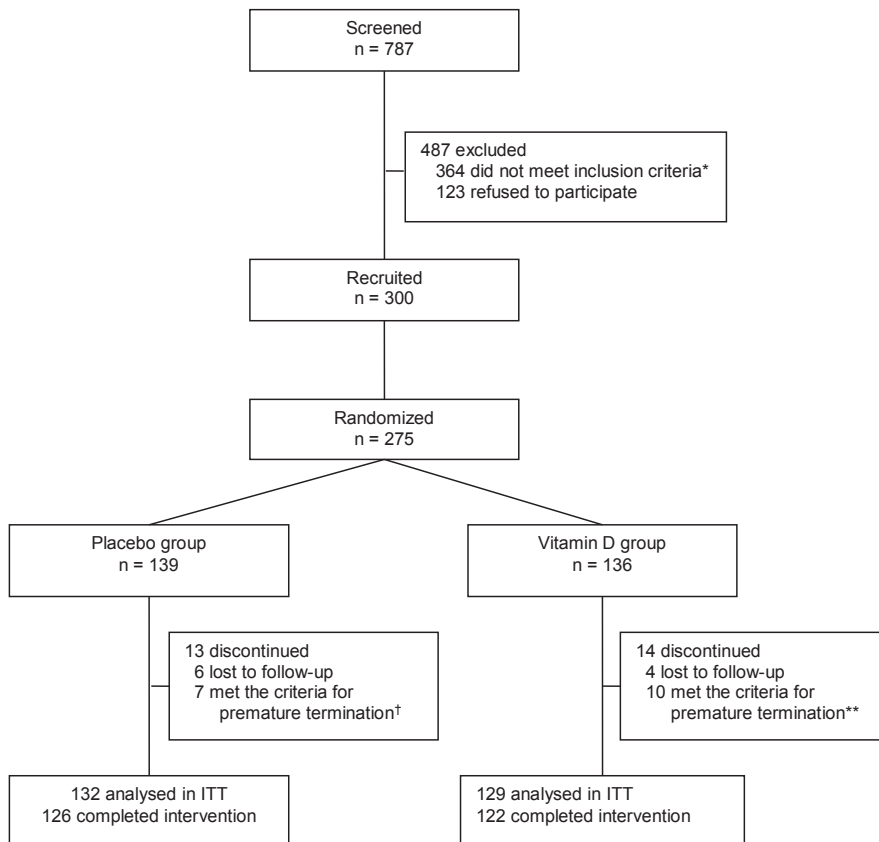 Screened
n = 787
487 excluded
364 did not meet inclusion criteria*
123 refused to participate
Recruited
n = 300
Randomized
n = 275
Placebo group
n = 139
Vitamin D group
n = 136
13 discontinued
6 lost to follow-up
7 met the criteria for
premature termination†
14 discontinued
4 lost to follow-up
10 met the criteria for
premature termination**
132 analysed in ITT
126 completed intervention
129 analysed in ITT
122 completed intervention